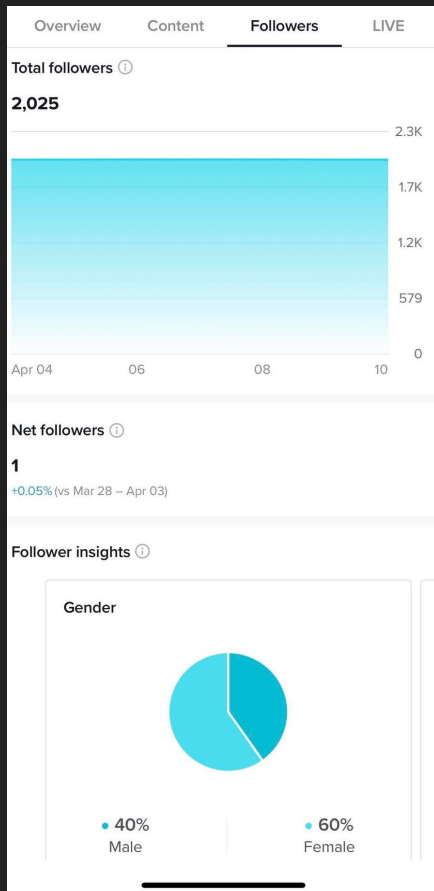 Overview Content Followers LIVE
Total followers
2,025
2.3K
1.7K
1.2K
579
0
Apr 04 06 08 10
Net followers
1
+0.05% (vs Mar 28 – Apr 03)
Follower insights
Gender
40% 60%
Male Female